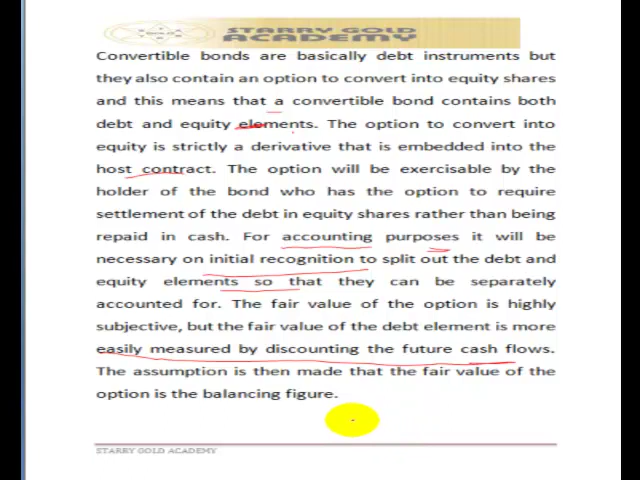 STARRY GOLD
ACADEMY
Convertible bonds are basically debt instruments but
they also contain an option to convert into equity shares
and this means that a convertible bond contains both
debt and equity elements. The option to convert into
equity is strictly a derivative that is embedded into the
host contract. The option will be exercisable by the
holder of the bond who has the option to require
settlement of the debt in equity shares rather than being
repaid in cash. For accounting purposes it will be
necessary on initial recognition to split out the debt and
equity elements so that they can be separately
accounted for. The fair value of the option is highly
subjective, but the fair value of the debt element is more
easily measured by discounting the future cash flows.
The assumption is then made that the fair value of the
option is the balancing figure.
STARRY GOLD ACADEMY